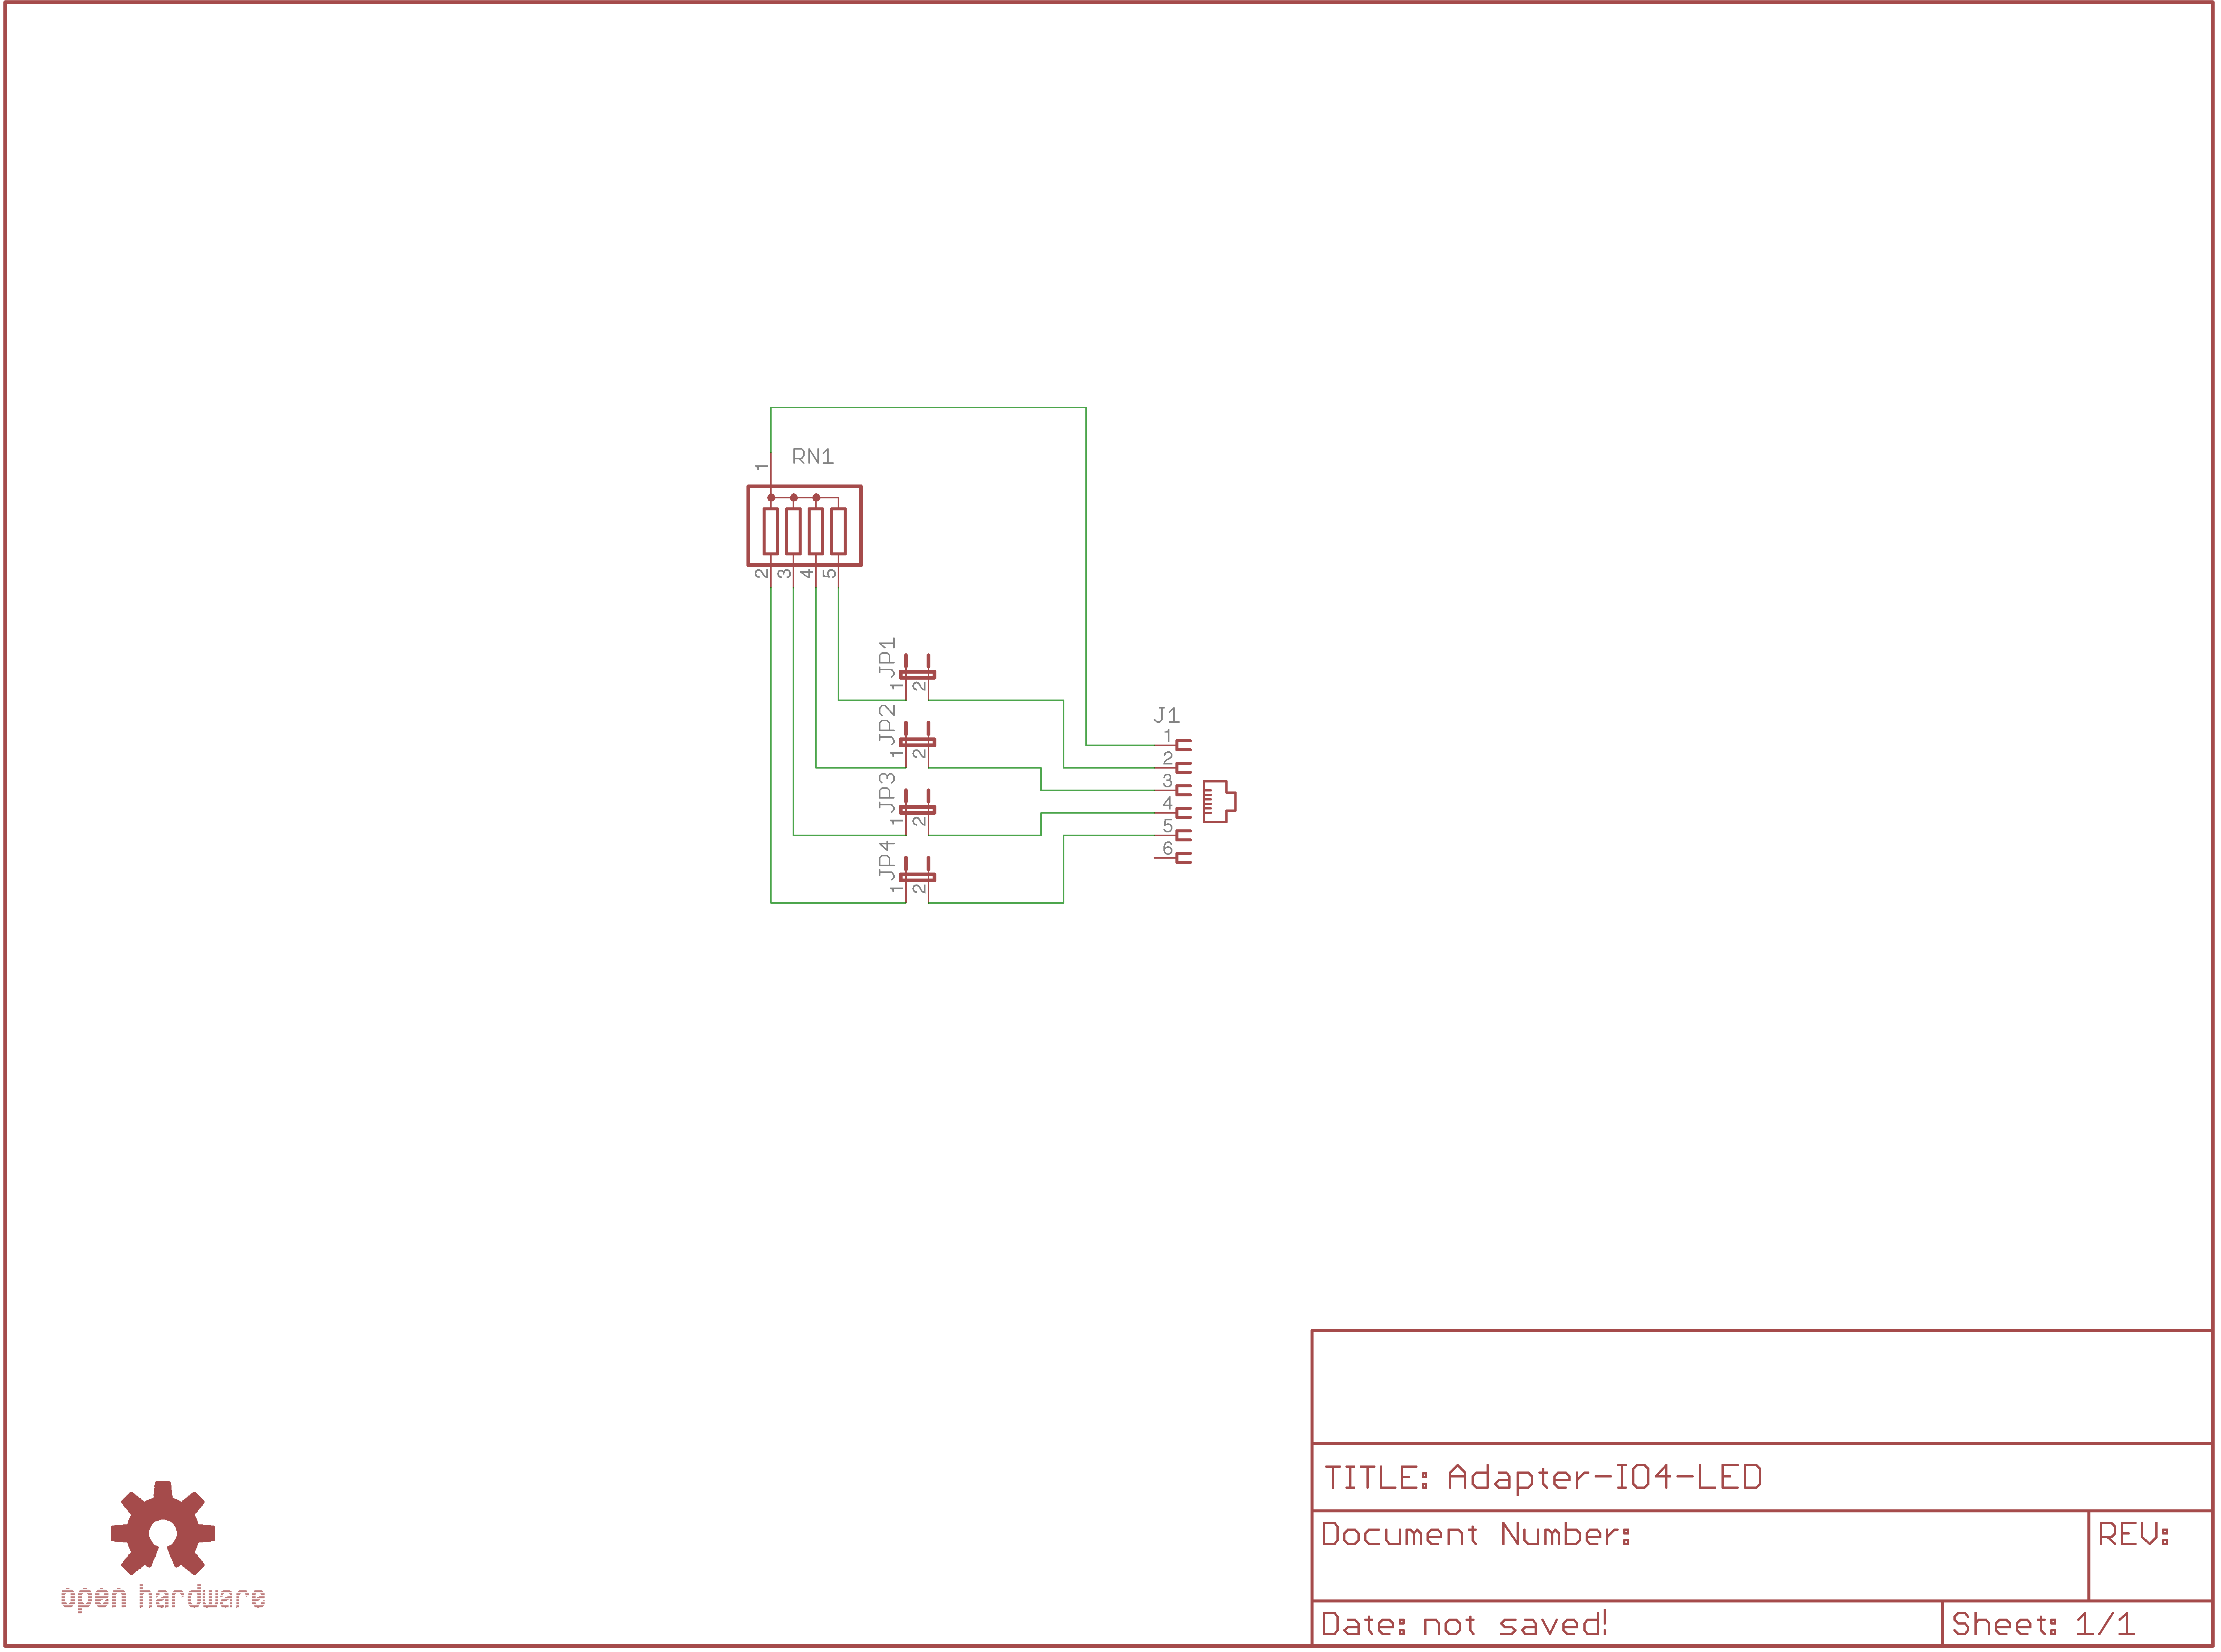 RN1
1
2 3 4 5
JP1
1 2
JP2
1 2
JP3
1 2
JP4
1 2
J1
1
2
3
4
5
6
TITLE: Adapter-IO4-LED
Document Number:
REV:
Date: not saved!
Sheet: 1/1
open hardware